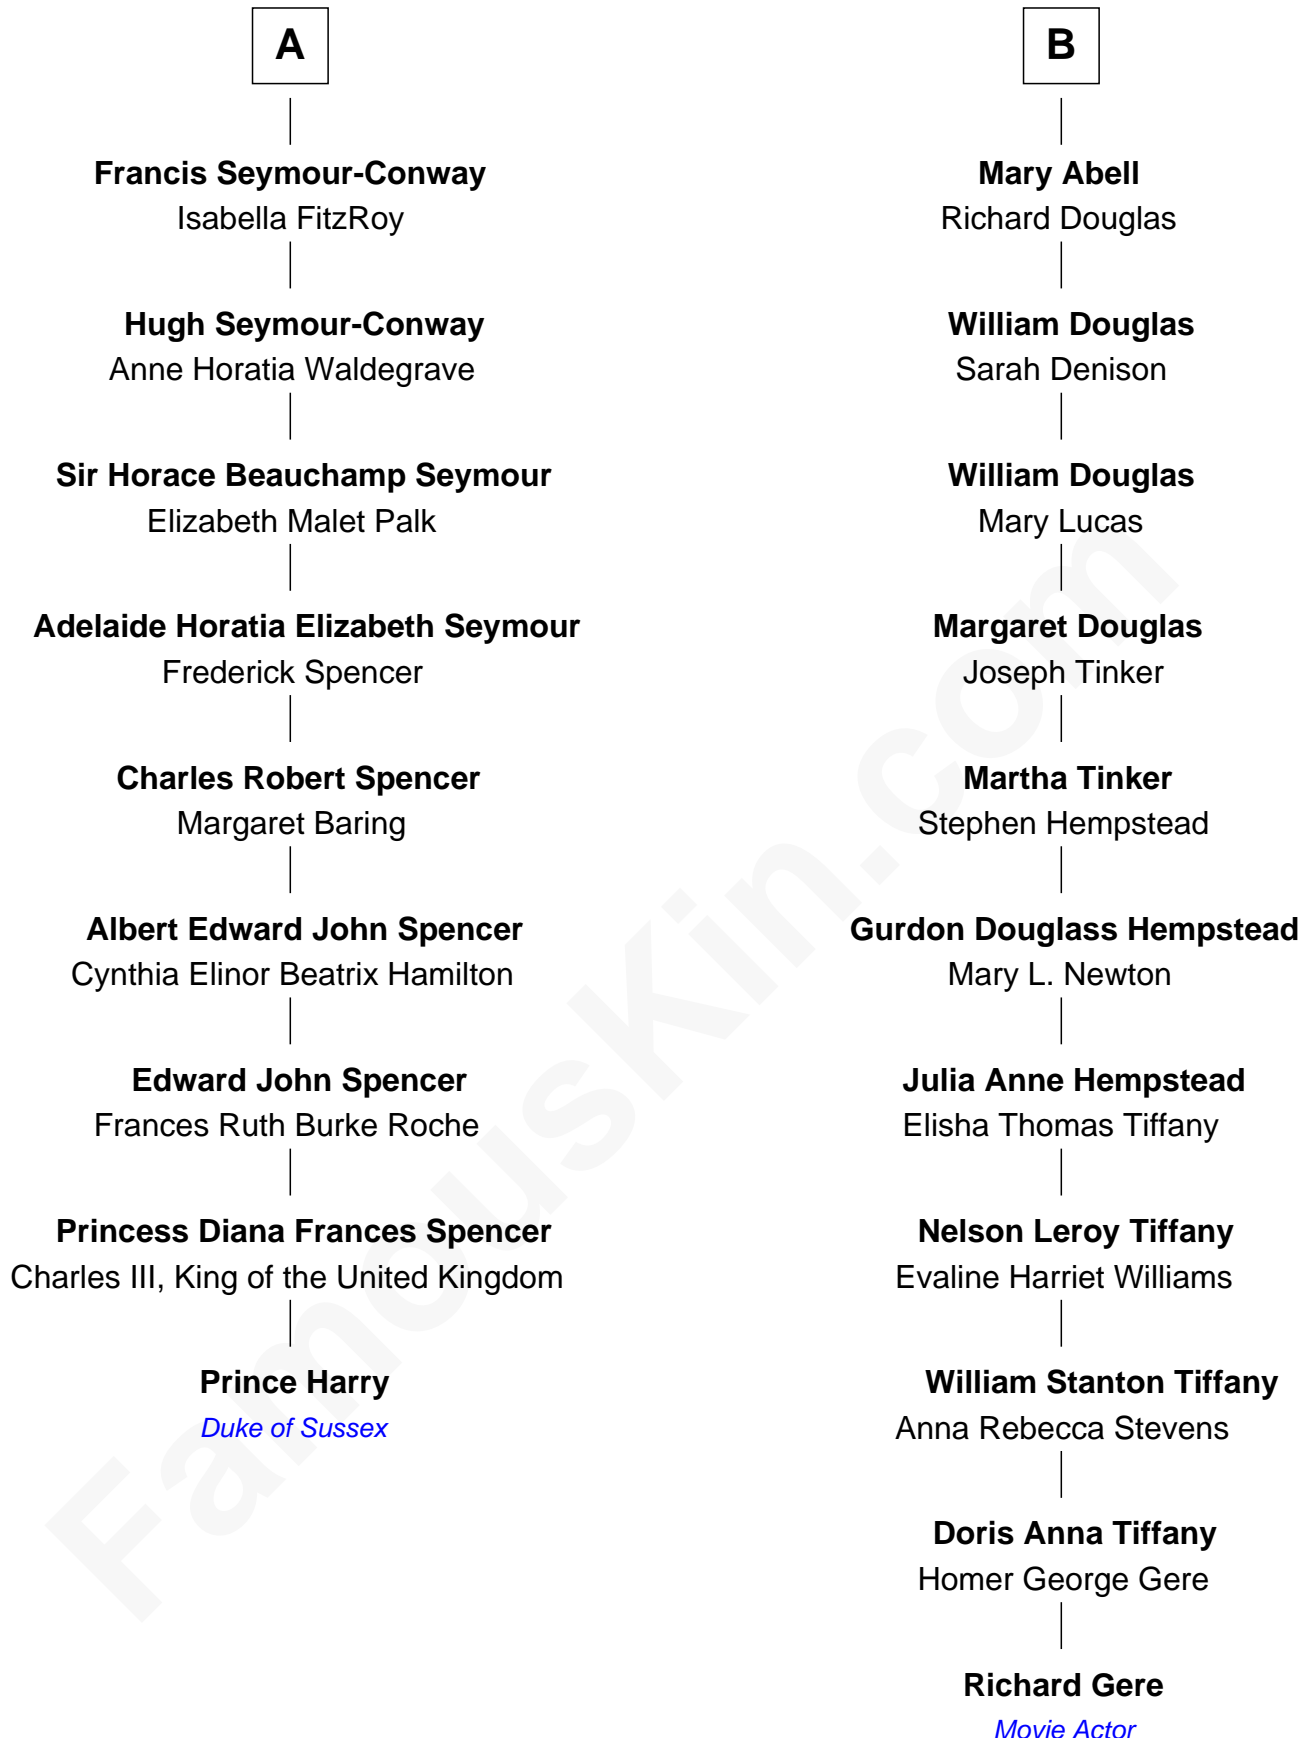 A
Francis Seymour-Conway
Isabella FitzRoy
Hugh Seymour-Conway
Anne Horatia Waldegrave
Sir Horace Beauchamp Seymour
Elizabeth Malet Palk
Adelaide Horatia Elizabeth Seymour
Frederick Spencer
Charles Robert Spencer
Margaret Baring
Albert Edward John Spencer
Cynthia Elinor Beatrix Hamilton
Edward John Spencer
Frances Ruth Burke Roche
Princess Diana Frances Spencer
Charles III, King of the United Kingdom
Prince Harry
Duke of Sussex
B
Mary Abell
Richard Douglas
William Douglas
Sarah Denison
William Douglas
Mary Lucas
Margaret Douglas
Joseph Tinker
Martha Tinker
Stephen Hempstead
Gurdon Douglass Hempstead
Mary L. Newton
Julia Anne Hempstead
Elisha Thomas Tiffany
Nelson Leroy Tiffany
Evaline Harriet Williams
William Stanton Tiffany
Anna Rebecca Stevens
Doris Anna Tiffany
Homer George Gere
Richard Gere
Movie Actor
FamousKin.com